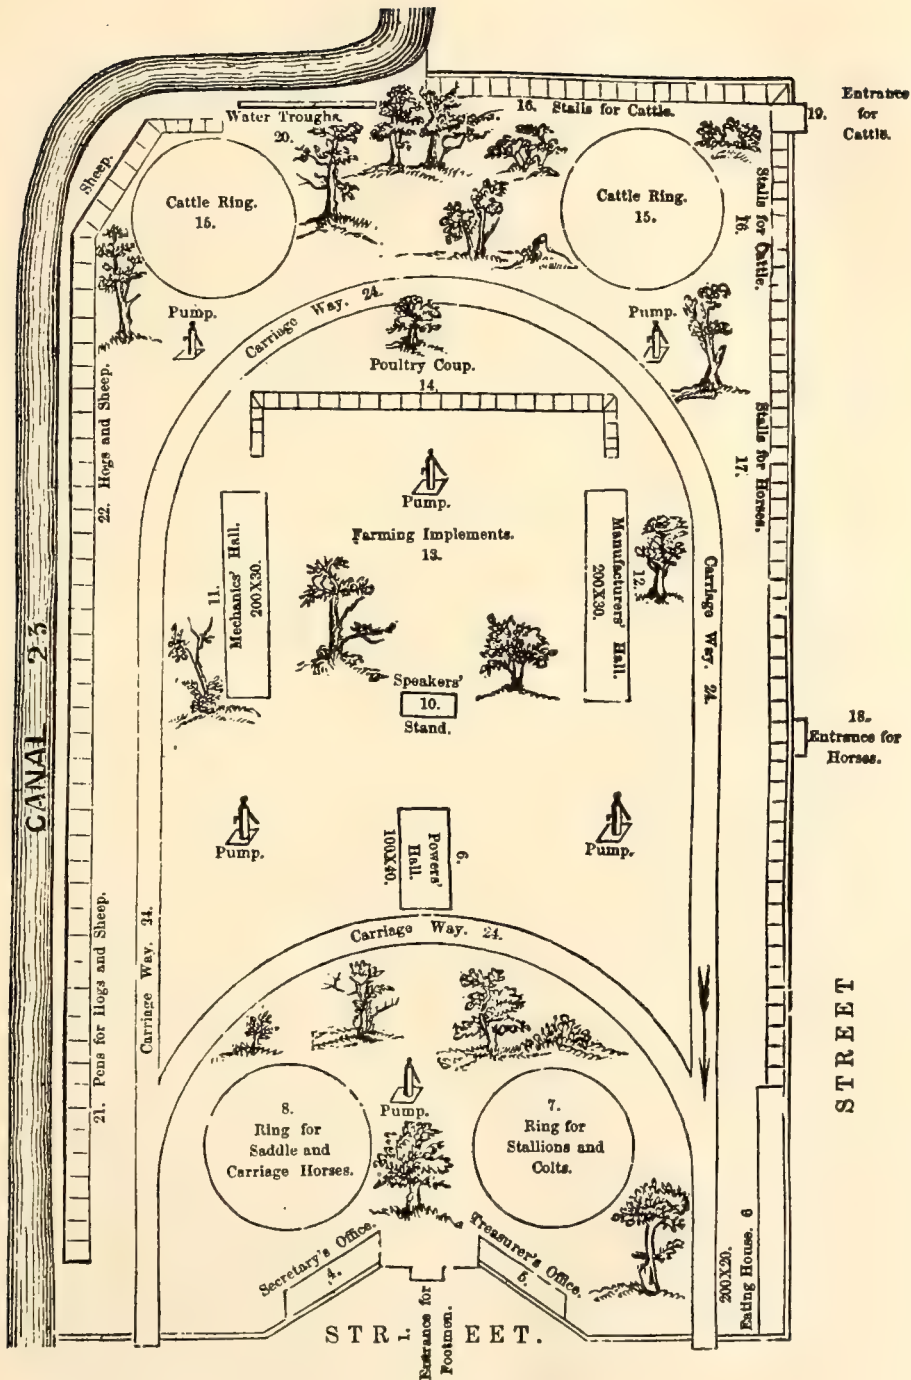 Water Troughs.
20.
16. Stalls for Cattle.
19.
Entrance
for
Cattle.
Sheep.
Cattle Ring.
15.
Cattle Ring.
15.
Stalls for Cattle.
16.
Pump.
Carriage Way. 24.
Pump.
Poultry Coup.
14.
22. Hogs and Sheep.
Stalls for Horses.
17.
Pump.
Farming Implements.
13.
11.
Mechanics' Hall.
200X30.
Manufacturers' Hall.
200X30.
12.
Carriage Way. 24.
Speakers'
10.
Stand.
18.
Entrance for
Horses.
CANAL 23
Pump.
Powers'
Hall.
100X40.
6.
Pump.
21. Pens for Hogs and Sheep.
Carriage Way. 24.
Carriage Way. 24.
STREET
Pump.
8.
Ring for
Saddle and
Carriage Horses.
7.
Ring for
Stallions and
Colts.
Secretary's Office.
4.
Treasurer's Office.
5.
200X20.
Eating House. 6
STREET.
1.
Entrance for
Footmen.